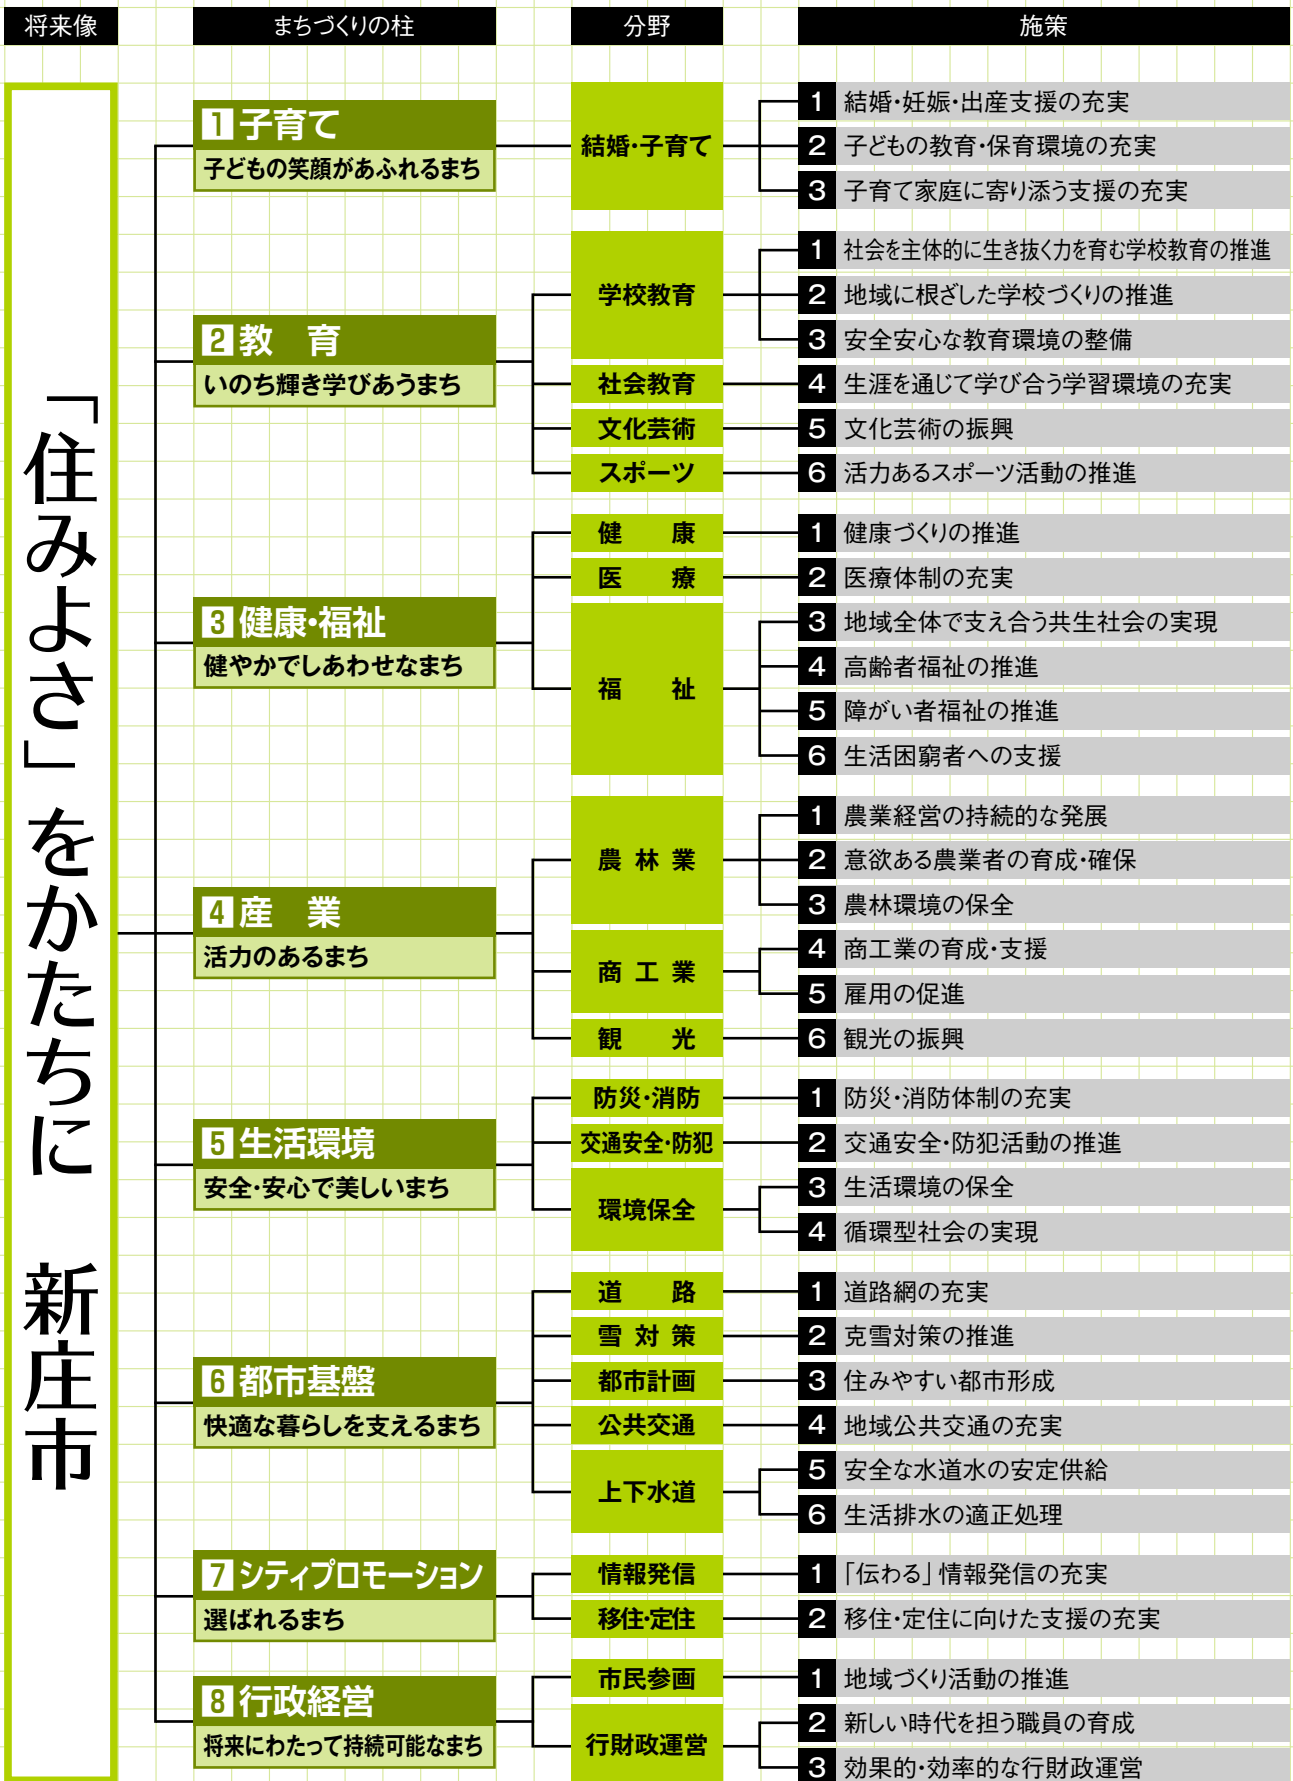 将来像
まちづくりの柱
分野
施策
「住みよさ」をかたちに　新庄市
1 子育て
子どもの笑顔があふれるまち
結婚・子育て
1 結婚・妊娠・出産支援の充実
2 子どもの教育・保育環境の充実
3 子育て家庭に寄り添う支援の充実
2 教　育
いのち輝き学びあうまち
学校教育
1 社会を主体的に生き抜く力を育む学校教育の推進
2 地域に根ざした学校づくりの推進
3 安全安心な教育環境の整備
社会教育
4 生涯を通じて学び合う学習環境の充実
文化芸術
5 文化芸術の振興
スポーツ
6 活力あるスポーツ活動の推進
3 健康・福祉
健やかでしあわせなまち
健　康
1 健康づくりの推進
医　療
2 医療体制の充実
福　祉
3 地域全体で支え合う共生社会の実現
4 高齢者福祉の推進
5 障がい者福祉の推進
6 生活困窮者への支援
4 産　業
活力のあるまち
農 林 業
1 農業経営の持続的な発展
2 意欲ある農業者の育成・確保
3 農林環境の保全
商 工 業
4 商工業の育成・支援
5 雇用の促進
観　光
6 観光の振興
5 生活環境
安全・安心で美しいまち
防災・消防
1 防災・消防体制の充実
交通安全・防犯
2 交通安全・防犯活動の推進
環境保全
3 生活環境の保全
4 循環型社会の実現
6 都市基盤
快適な暮らしを支えるまち
道　路
1 道路網の充実
雪 対 策
2 克雪対策の推進
都市計画
3 住みやすい都市形成
公共交通
4 地域公共交通の充実
上下水道
5 安全な水道水の安定供給
6 生活排水の適正処理
7 シティプロモーション
選ばれるまち
情報発信
1 「伝わる」情報発信の充実
移住・定住
2 移住・定住に向けた支援の充実
8 行政経営
将来にわたって持続可能なまち
市民参画
1 地域づくり活動の推進
行財政運営
2 新しい時代を担う職員の育成
3 効果的・効率的な行財政運営